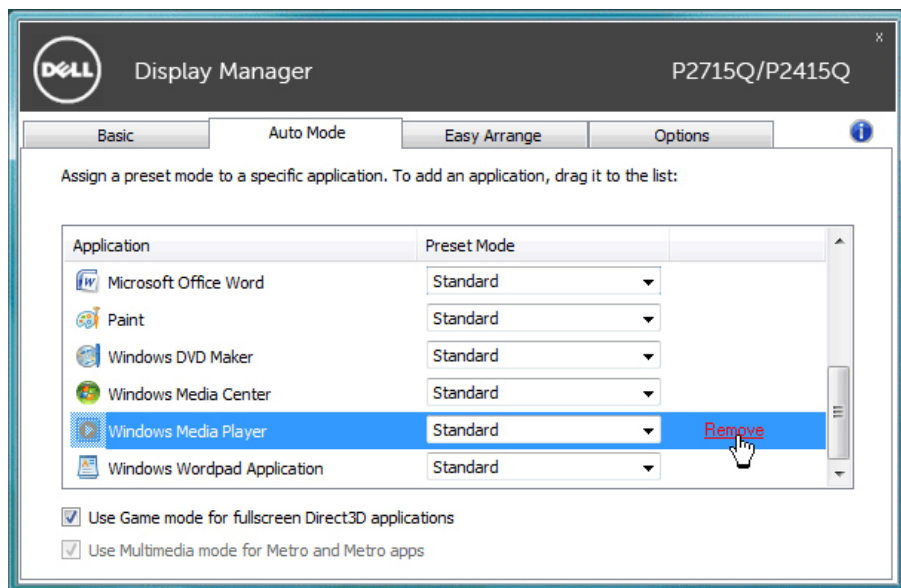 x
DELL Display Manager P2715Q/P2415Q
Basic Auto Mode Easy Arrange Options i
Assign a preset mode to a specific application. To add an application, drag it to the list:
Application Preset Mode
Microsoft Office Word Standard
Paint Standard
Windows DVD Maker Standard
Windows Media Center Standard
Windows Media Player Standard Remove
Windows Wordpad Application Standard
Use Game mode for fullscreen Direct3D applications
Use Multimedia mode for Metro and Metro apps